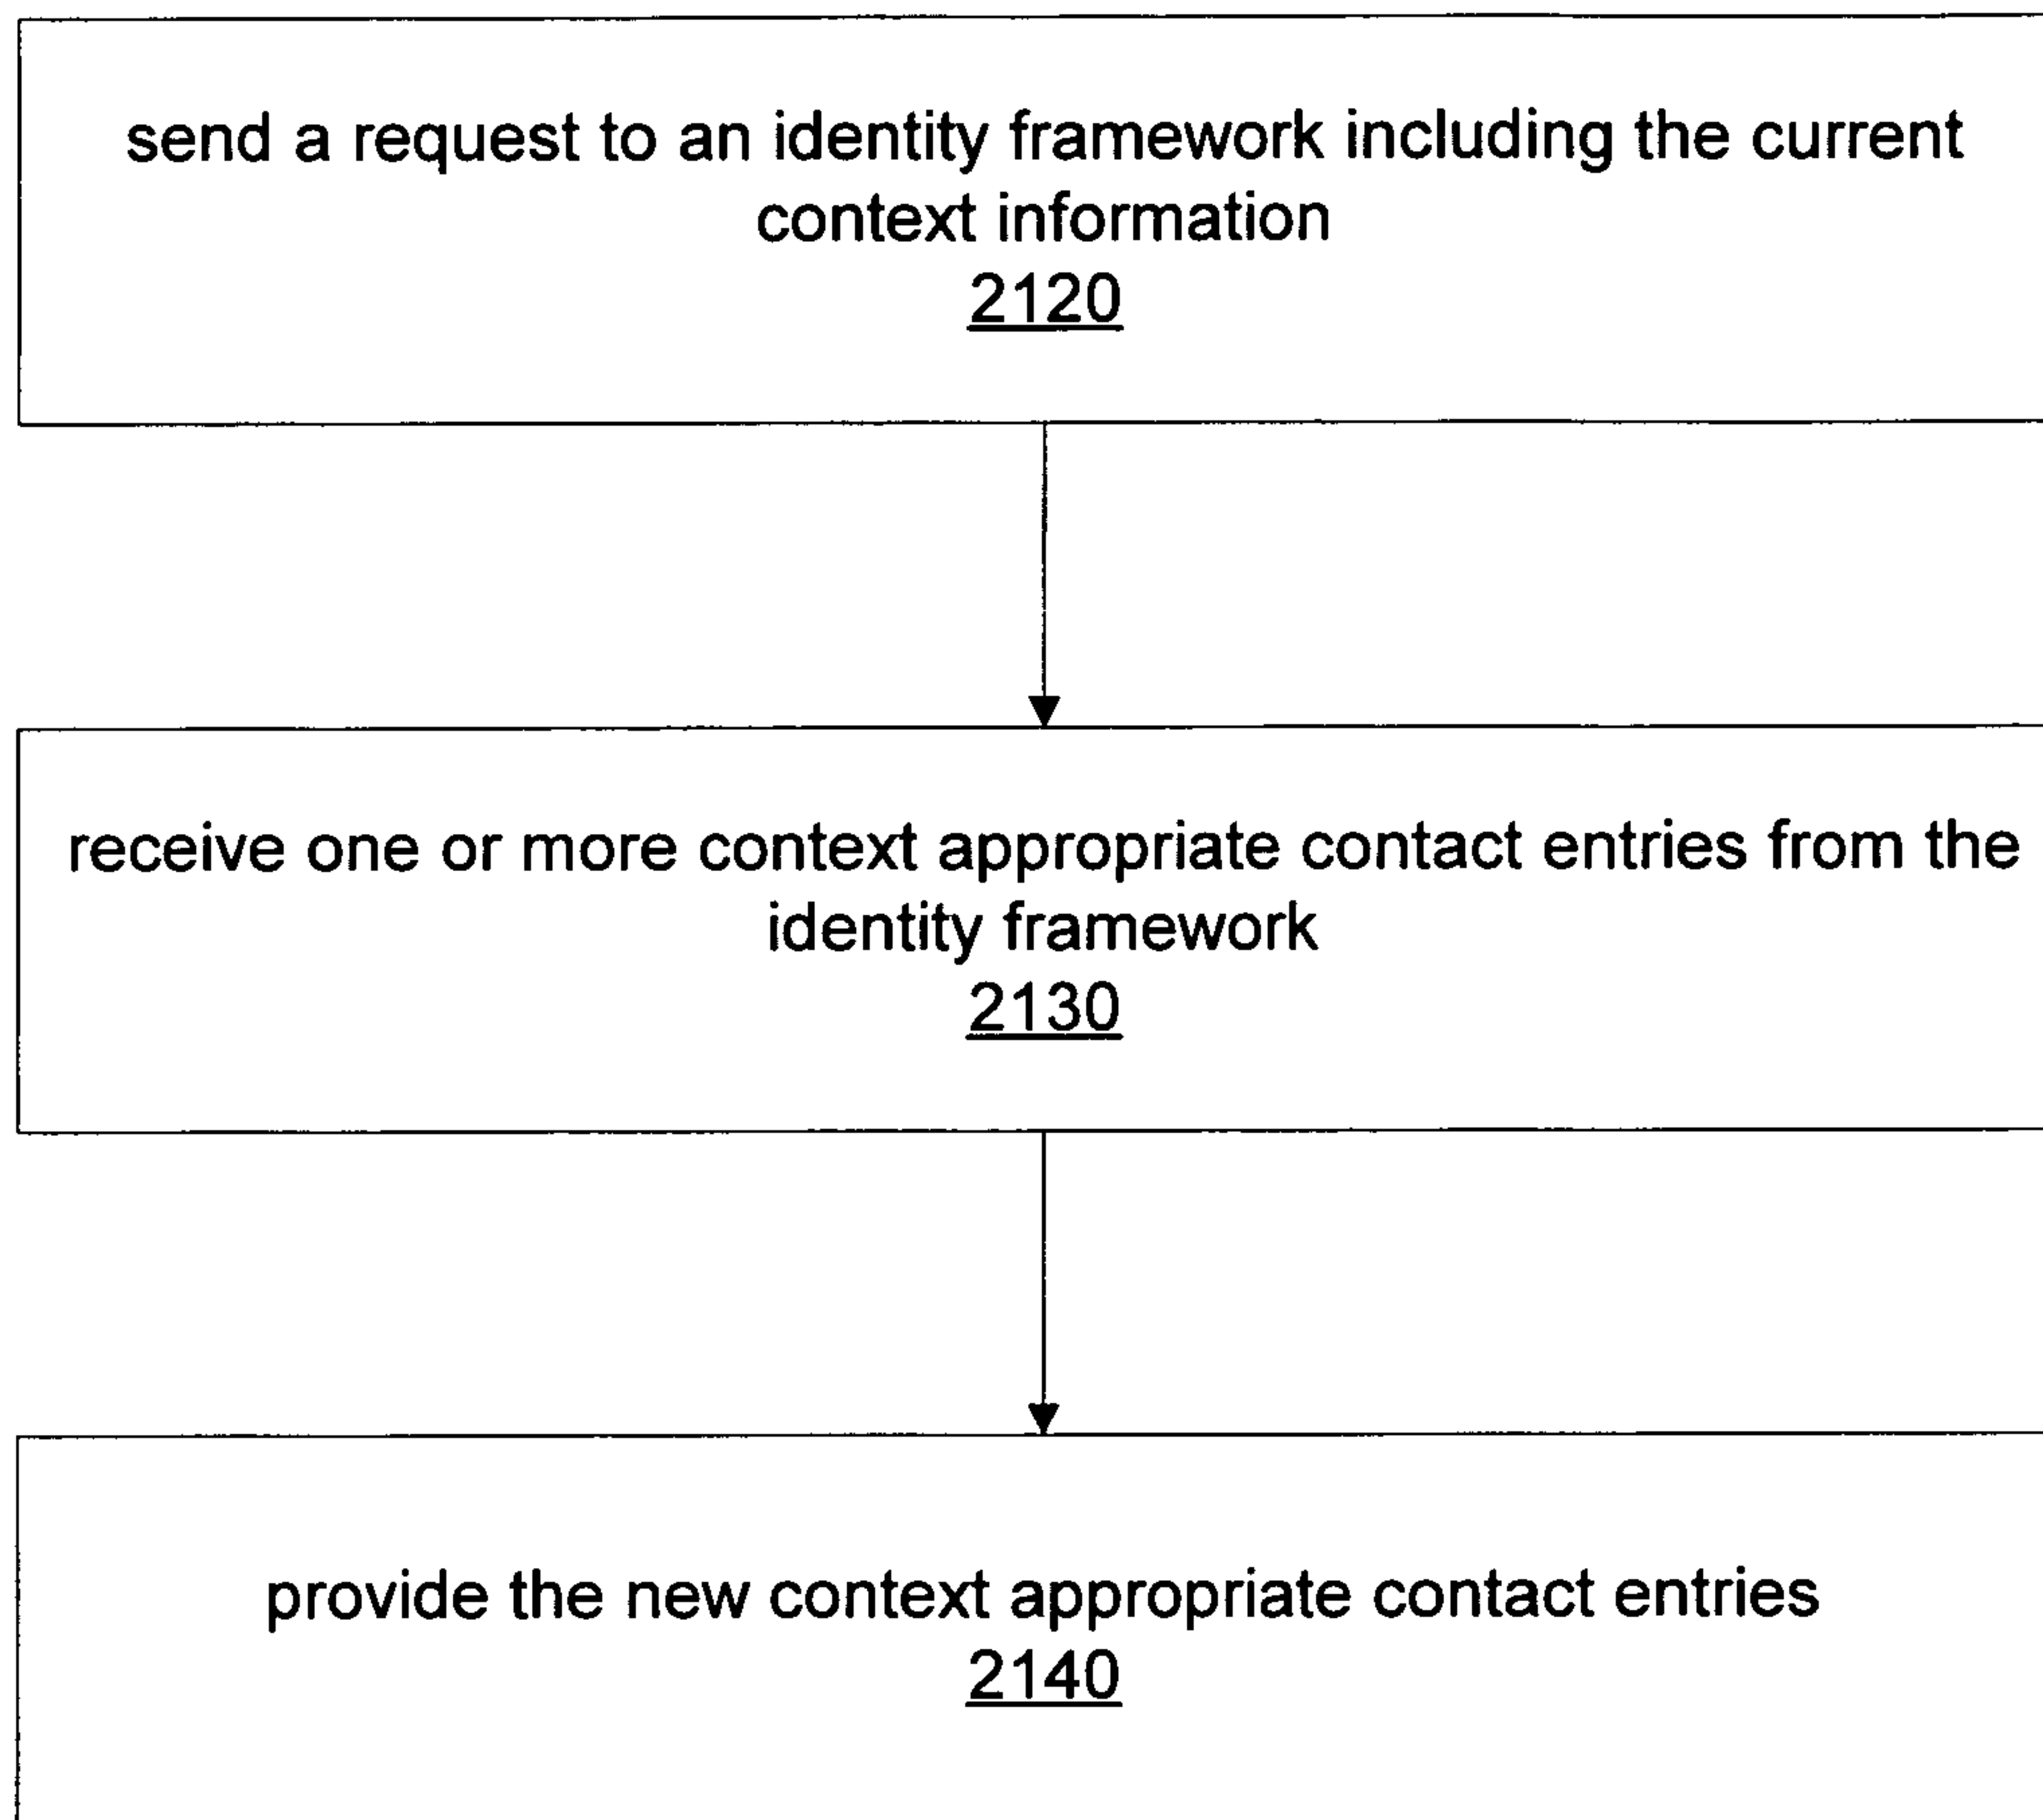 send a request to an identity framework including the current
context information
2120
receive one or more context appropriate contact entries from the
identity framework
2130
provide the new context appropriate contact entries
2140